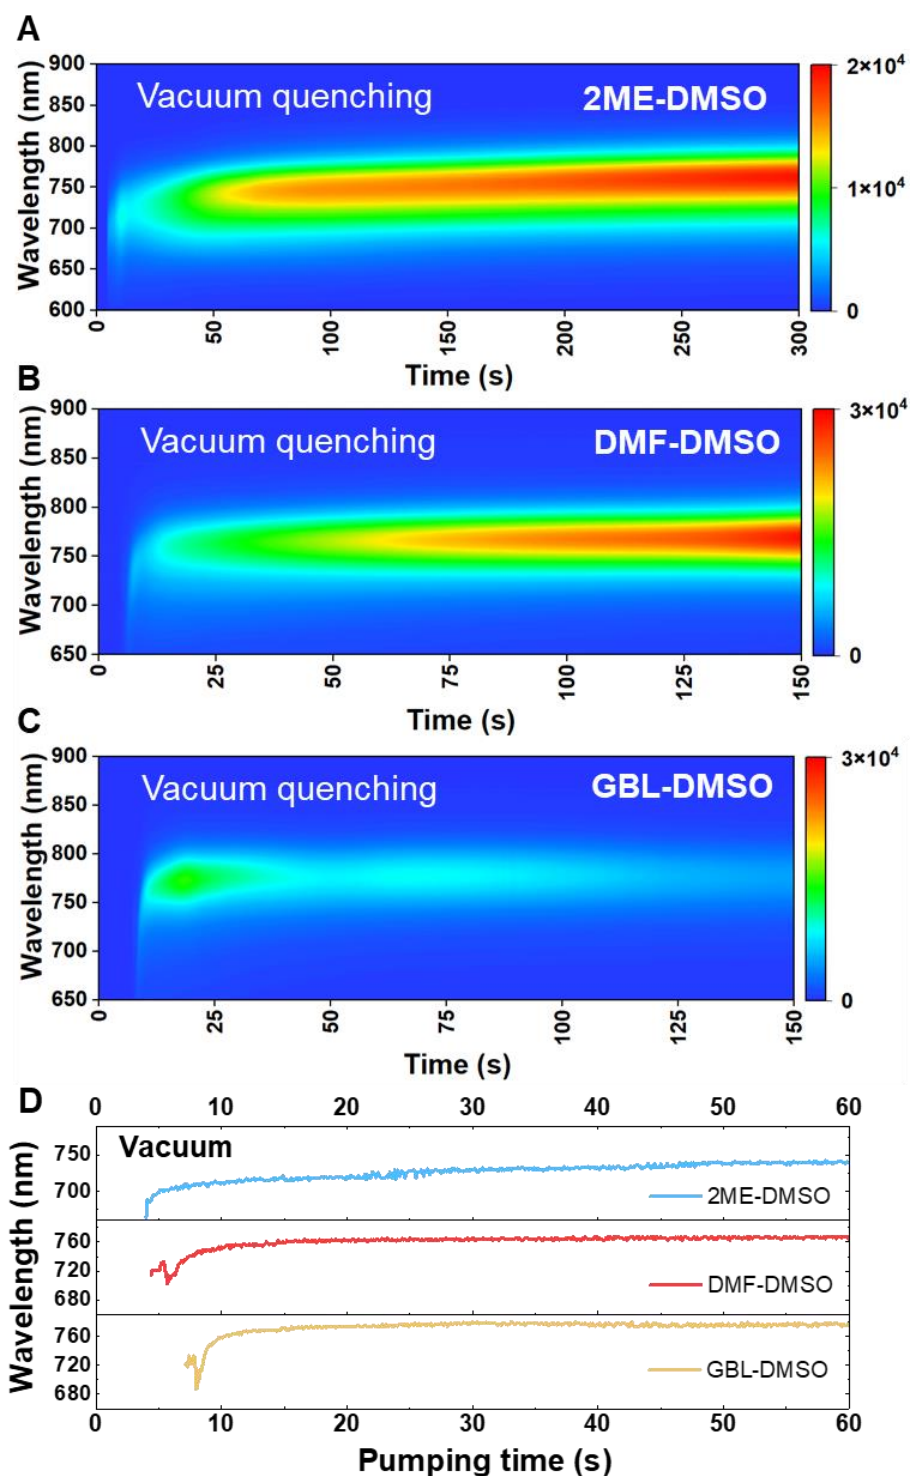 A
Wavelength (nm)
900
850
800
750
700
650
600
Vacuum quenching 2ME-DMSO
2×10⁴
1×10⁴
0
0 50 100 150 200 250 300
Time (s)
B
Wavelength (nm)
900
850
800
750
700
650
Vacuum quenching DMF-DMSO
3×10⁴
0
0 25 50 75 100 125 150
Time (s)
C
Wavelength (nm)
900
850
800
750
700
650
Vacuum quenching GBL-DMSO
3×10⁴
0
0 25 50 75 100 125 150
Time (s)
D
0 10 20 30 40 50 60
Wavelength (nm)
Vacuum
750
700
2ME-DMSO
760
720
680
DMF-DMSO
760
720
680
GBL-DMSO
0 10 20 30 40 50 60
Pumping time (s)